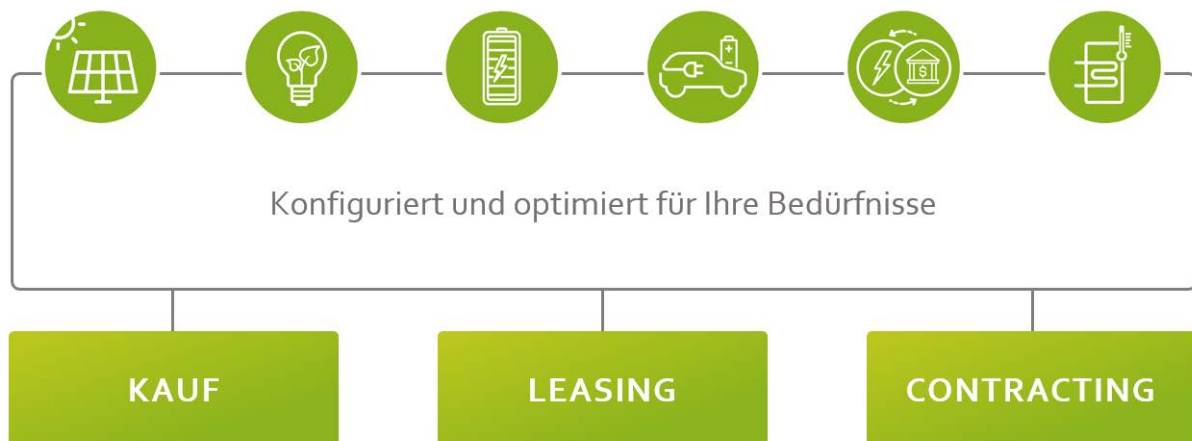 Konfiguriert und optimiert für Ihre Bedürfnisse
KAUF
LEASING
CONTRACTING